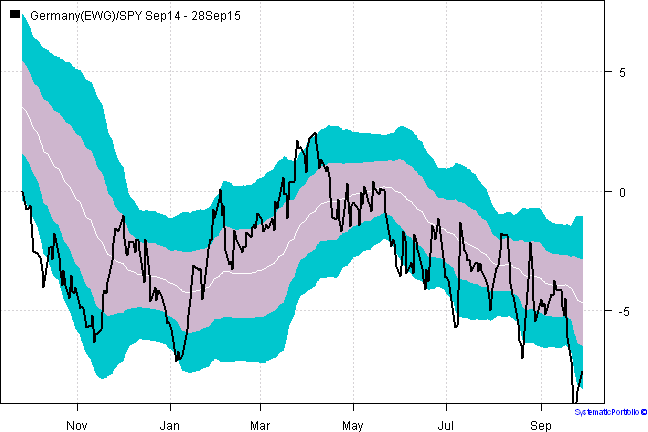 Germany(EWG)/SPY Sep14 - 28Sep15
5
0
-5
Nov Jan Mar May Jul Sep
SystematicPortfolio ©